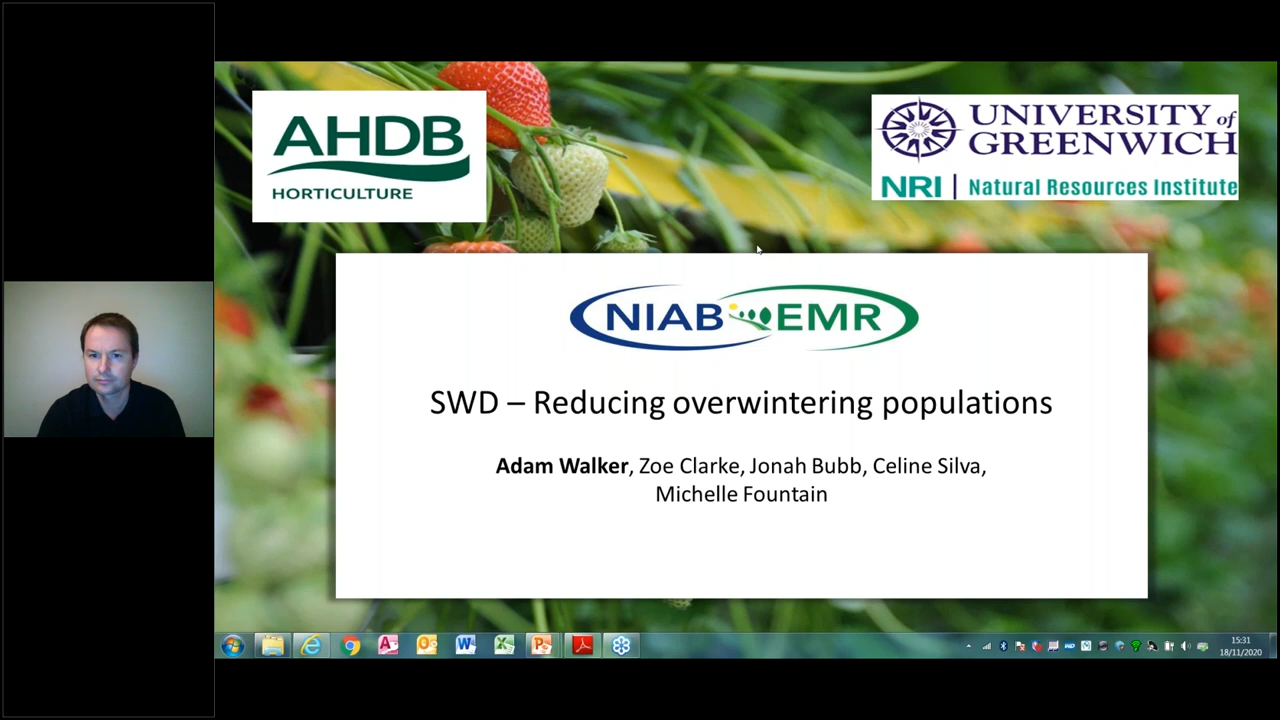 AHDB
HORTICULTURE
UNIVERSITY of
GREENWICH
NRI | Natural Resources Institute
NIAB EMR
SWD – Reducing overwintering populations
Adam Walker, Zoe Clarke, Jonah Bubb, Celine Silva,
Michelle Fountain
15:31
18/11/2020